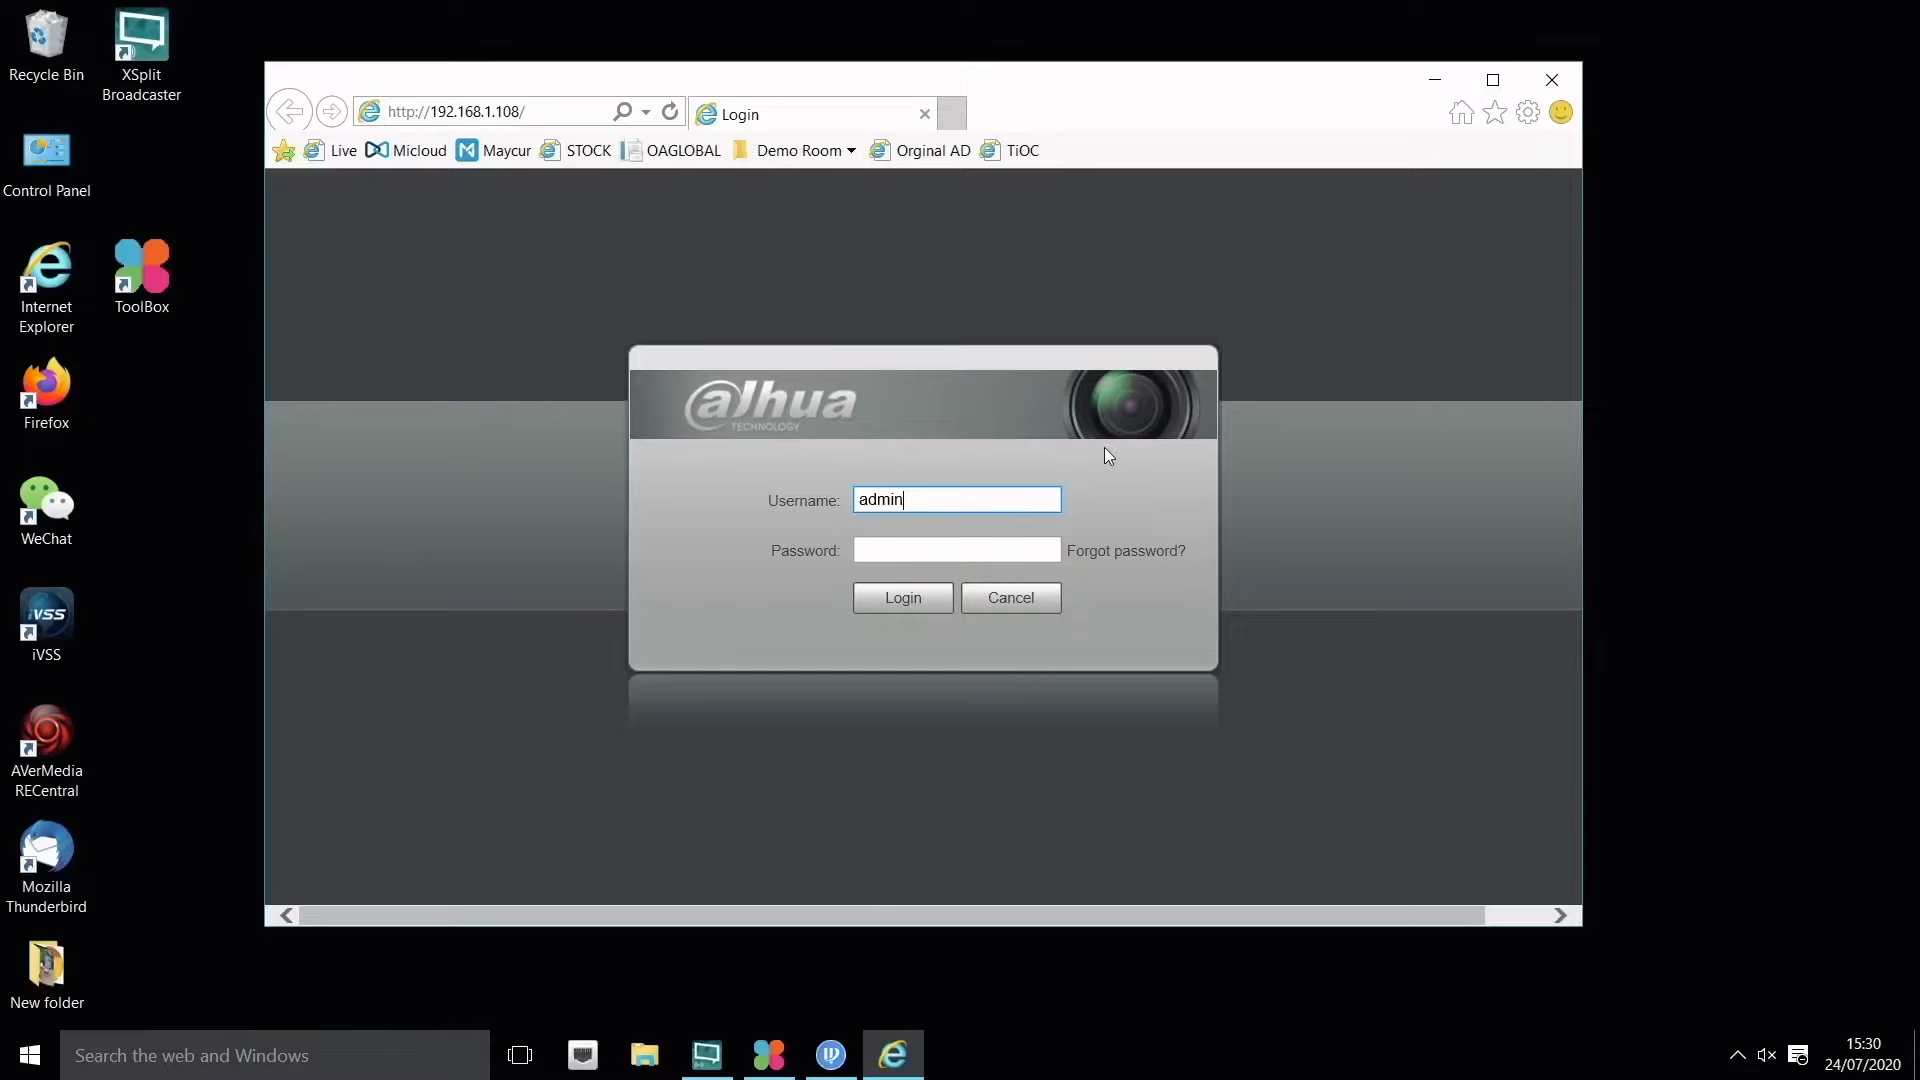 Recycle Bin
XSplit
Broadcaster
Control Panel
Internet
Explorer
ToolBox
Firefox
WeChat
iVSS
iVSS
AVerMedia
RECentral
Mozilla
Thunderbird
New folder
http://192.168.1.108/
Login
Live
Micloud
Maycur
STOCK
OAGLOBAL
Demo Room
Orginal AD
TiOC
alhua
TECHNOLOGY
Username:
admin
Password:
Forgot password?
Login
Cancel
Search the web and Windows
15:30
24/07/2020